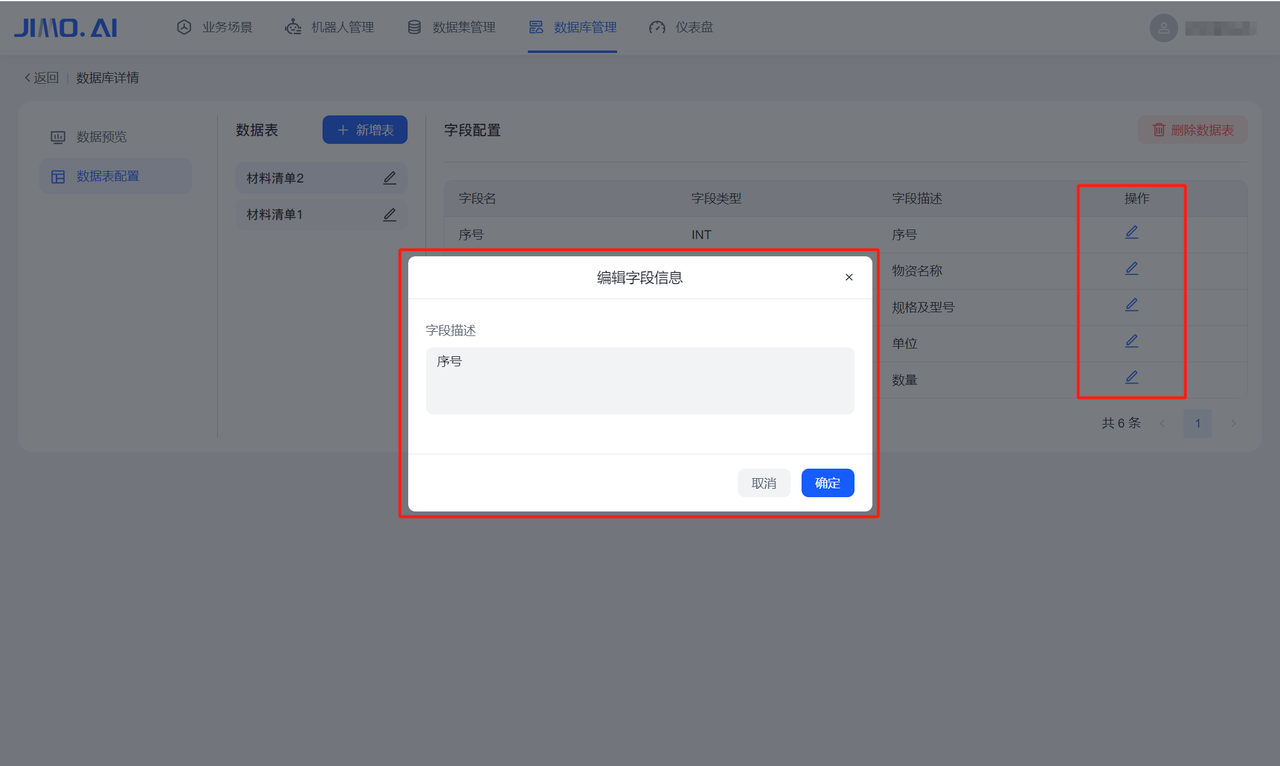 JIMO.AI
业务场景
机器人管理
数据集管理
数据库管理
仪表盘
返回
数据库详情
数据预览
数据表配置
数据表
新增表
材料清单2
材料清单1
字段配置
删除数据表
字段名 字段类型 字段描述 操作
序号 INT 序号
物资名称
规格及型号
单位
数量
共 6 条
1
编辑字段信息
字段描述
序号
取消
确定